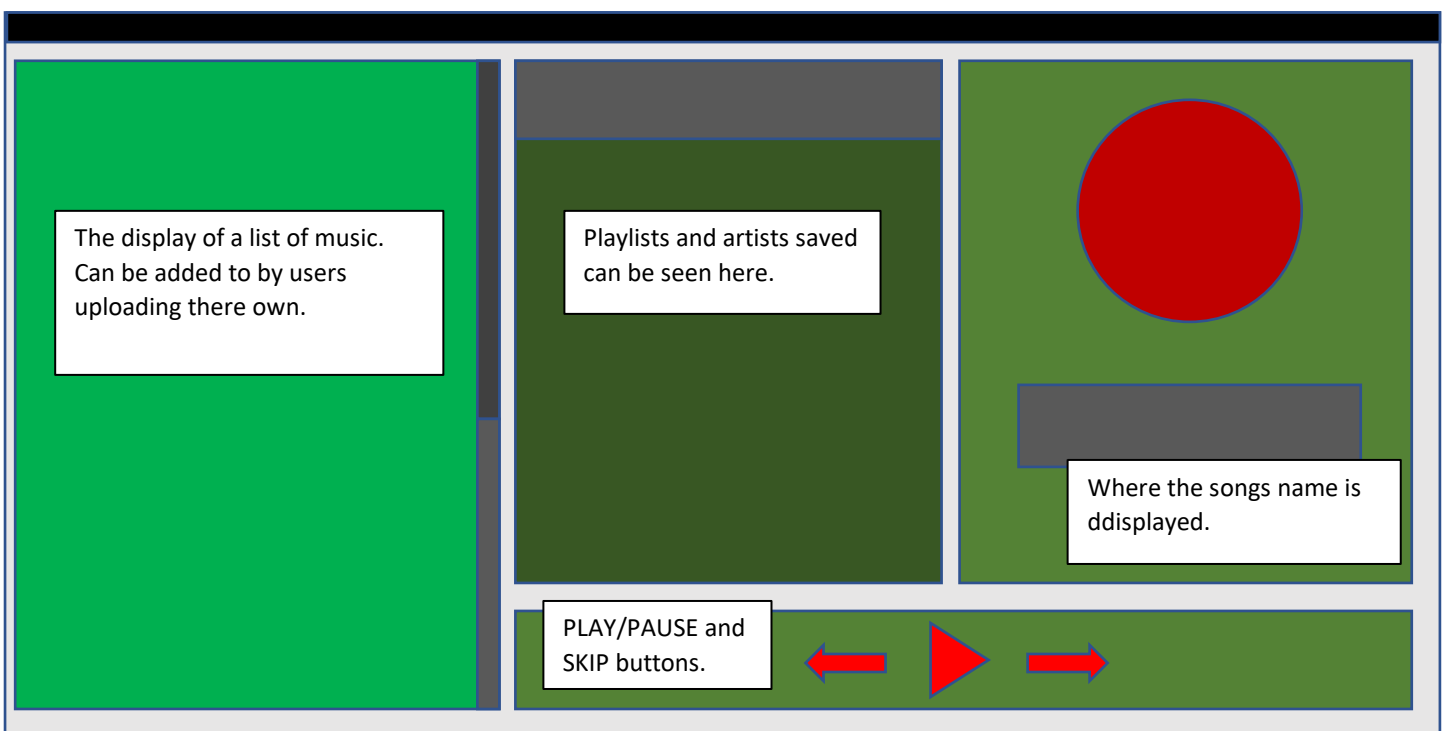 The display of a list of music.
Can be added to by users
uploading there own.
Playlists and artists saved
can be seen here.
Where the songs name is
ddisplayed.
PLAY/PAUSE and
SKIP buttons.